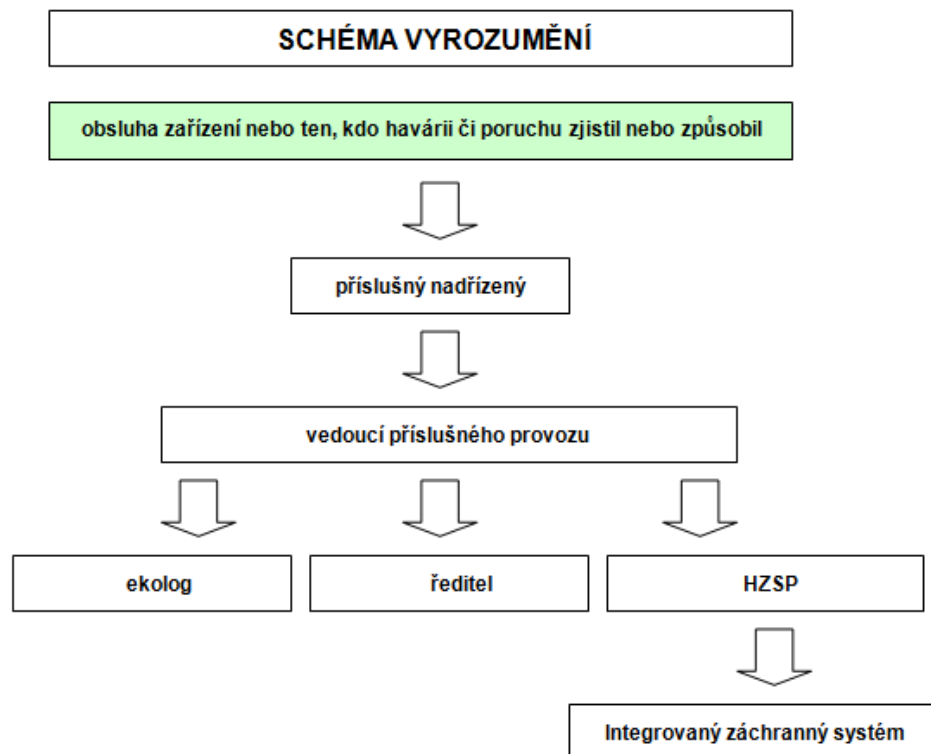 SCHÉMA VYROZUMĚNÍ
obsluha zařízení nebo ten, kdo havárii či poruchu zjistil nebo způsobil
příslušný nadřízený
vedoucí příslušného provozu
ekolog
ředitel
HZSP
Integrovaný záchranný systém